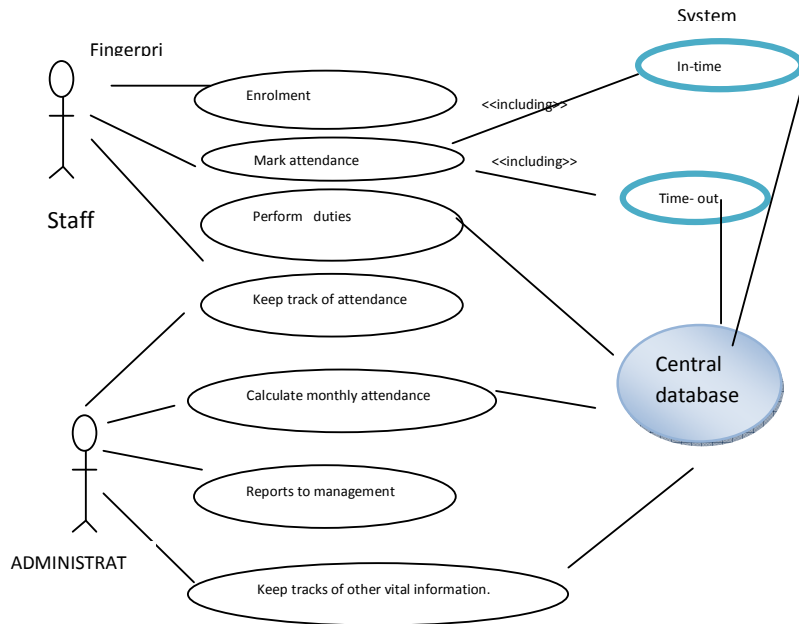 System
Fingerpri
In-time
Enrolment
<<including>>
Mark attendance
<<including>>
Staff
Perform duties
Time- out
Keep track of attendance
Central
database
Calculate monthly attendance
Reports to management
ADMINISTRAT
Keep tracks of other vital information.